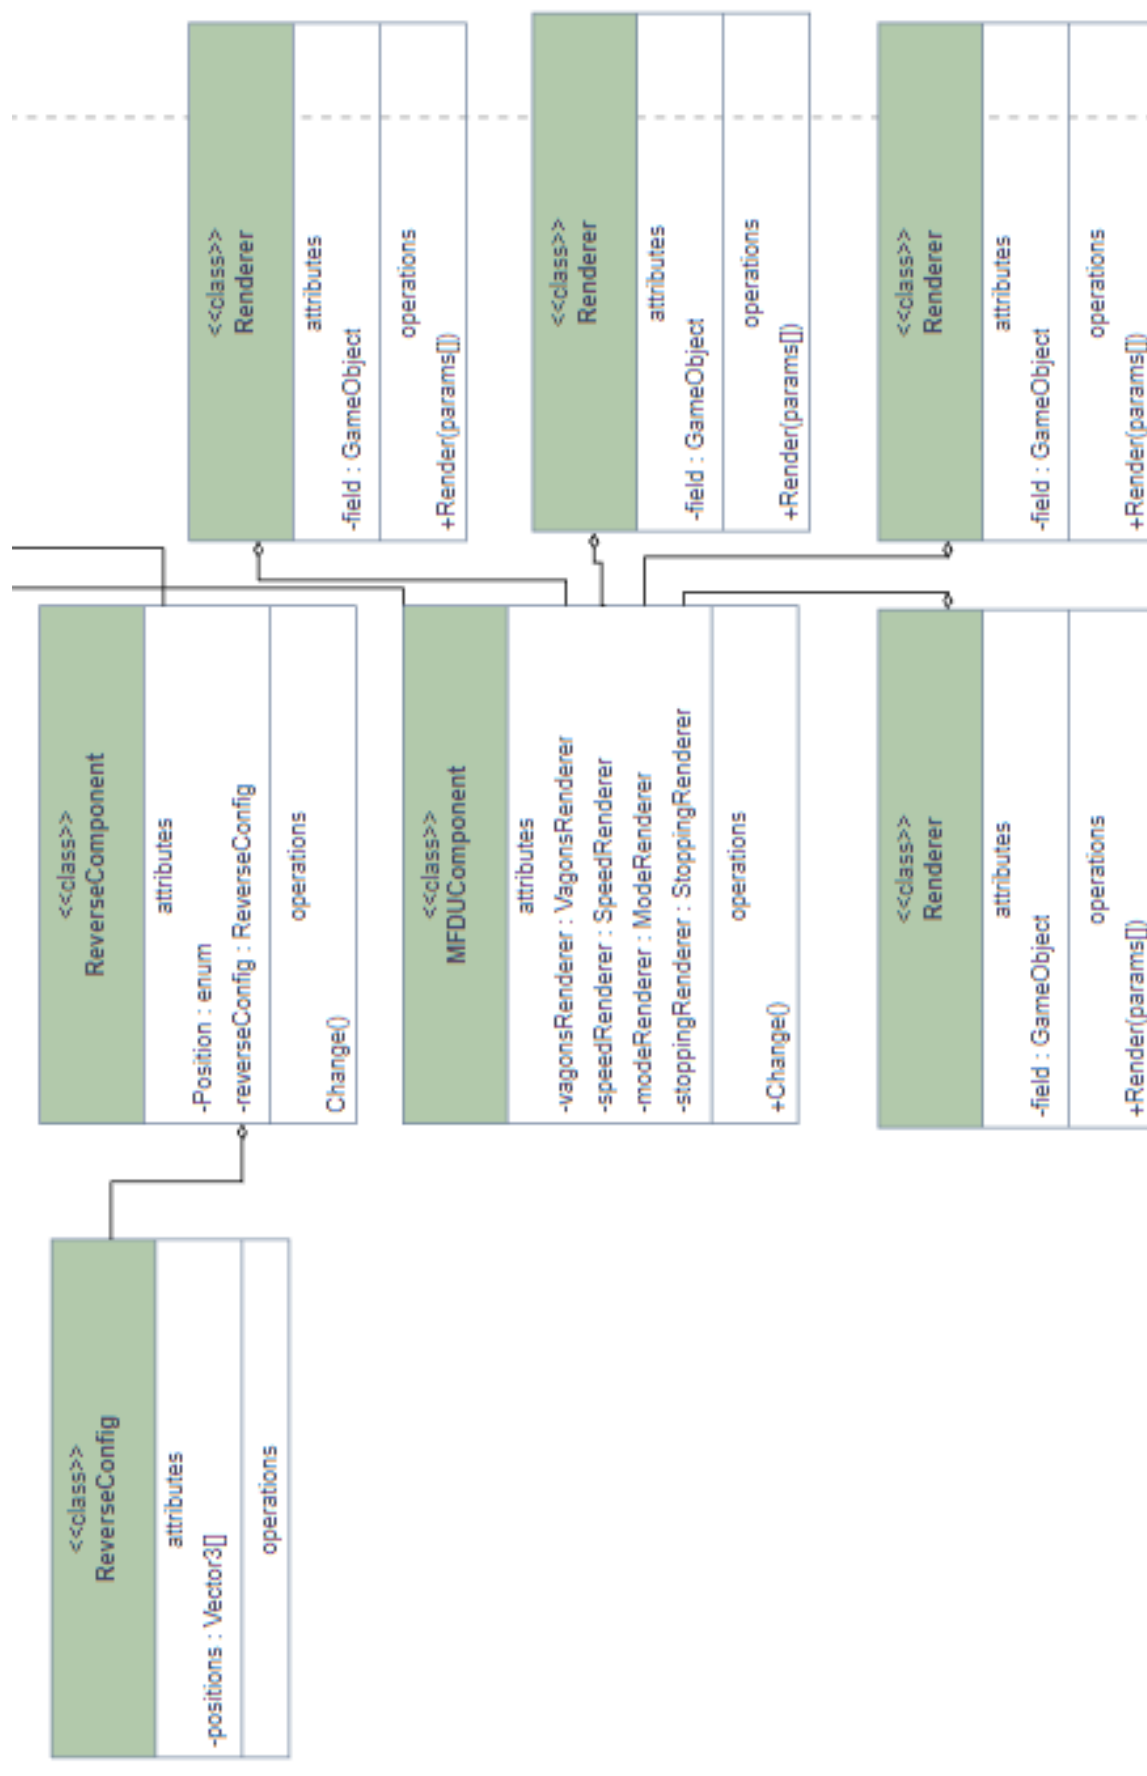 <<class>>
ReverseConfig
attributes
-positions : Vector3[]
operations
<<class>>
ReverseComponent
attributes
-Position : enum
-reverseConfig : ReverseConfig
operations
Change()
<<class>>
MFDUComponent
attributes
-vagonsRenderer : VagonsRenderer
-speedRenderer : SpeedRenderer
-modeRenderer : ModeRenderer
-stoppingRenderer : StoppingRenderer
operations
+Change()
<<class>>
Renderer
attributes
-field : GameObject
operations
+Render(params[])
<<class>>
Renderer
attributes
-field : GameObject
operations
+Render(params[])
<<class>>
Renderer
attributes
-field : GameObject
operations
+Render(params[])
<<class>>
Renderer
attributes
-field : GameObject
operations
+Render(params[])